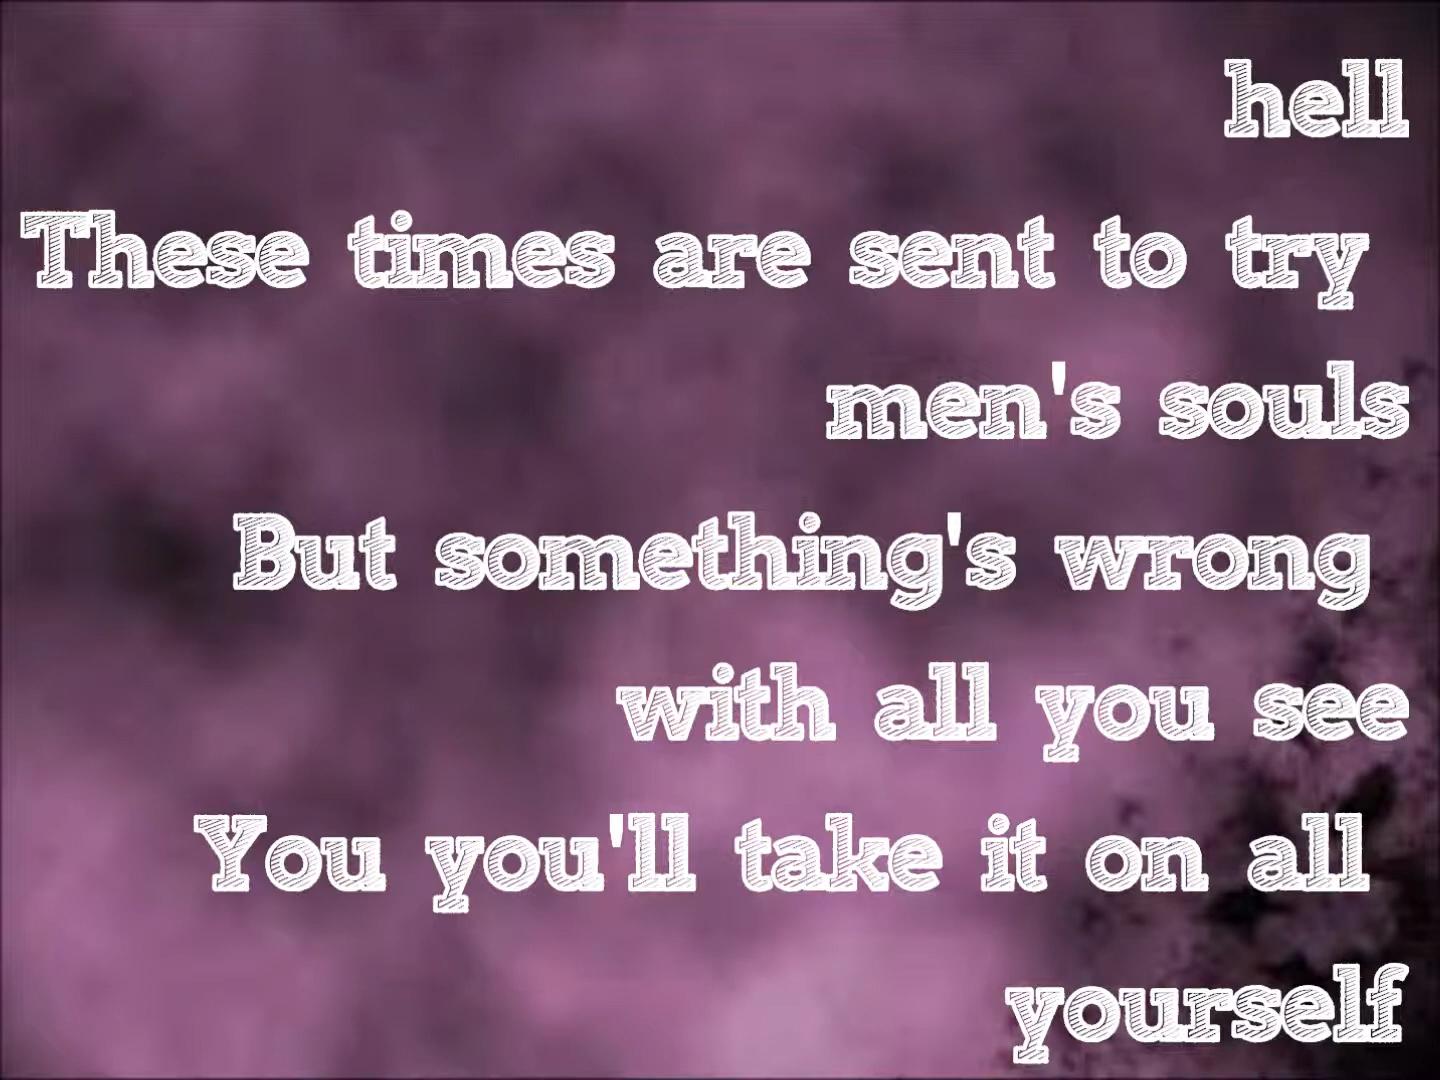 hell
These times are sent to try
men's souls
But something's wrong
with all you see
You you'll take it on all
yourself